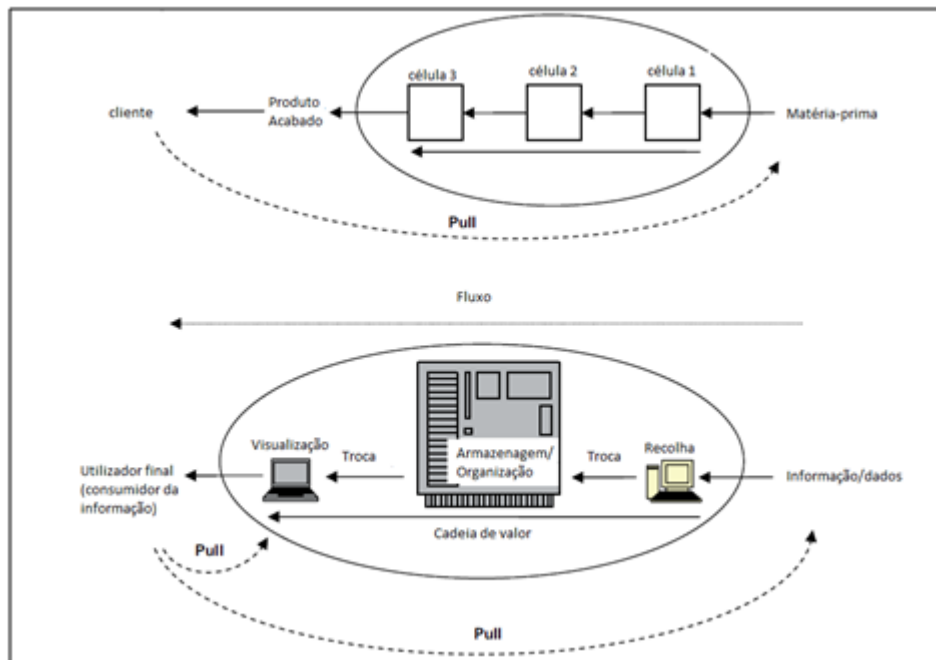 célula 3
célula 2
célula 1
cliente
Produto
Acabado
Matéria-prima
Pull
Fluxo
Visualização
Troca
Armazenagem/
Organização
Troca
Recolha
Utilizador final
(consumidor da
informação)
Informação/dados
Cadeia de valor
Pull
Pull